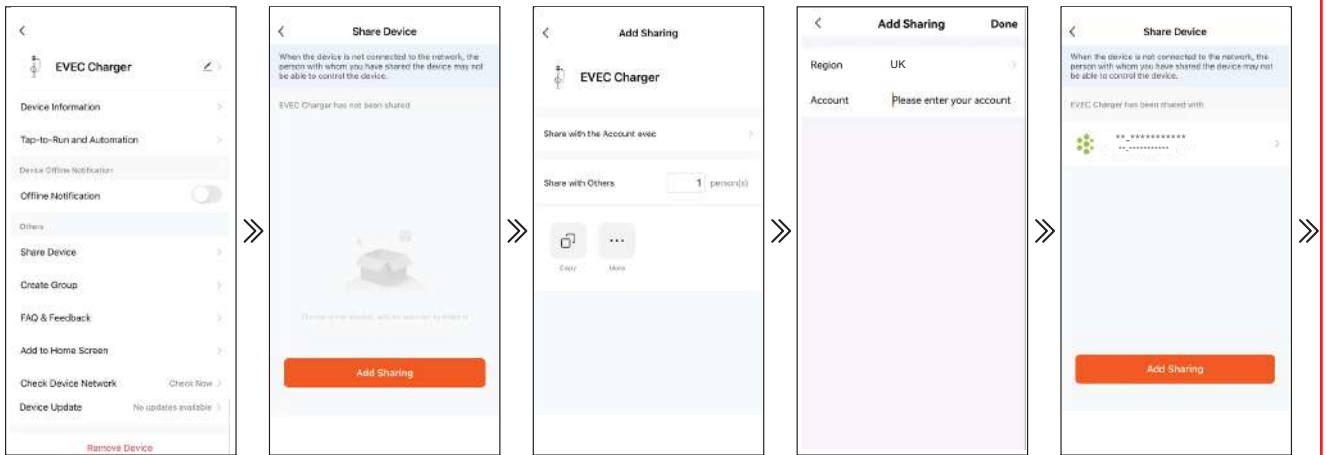 EVEC Charger
Device Information
Tap-to-Run and Automation
Device Offline Notification
Offline Notification
Others
Share Device
Create Group
FAQ & Feedback
Add to Home Screen
Check Device Network Check Now
Device Update No updates available
Remove Device
Share Device
When the device is not connected to the network, the
person with whom you have shared the device may not
be able to control the device.
EVEC Charger has not been shared
Add Sharing
Add Sharing
EVEC Charger
Share with the Account evec
Share with Others 1 person(s)
Copy More
Add Sharing Done
Region UK
Account Please enter your account
Share Device
When the device is not connected to the network, the
person with whom you have shared the device may not
be able to control the device.
EVEC Charger has been shared with
**_***********
**_***********
Add Sharing